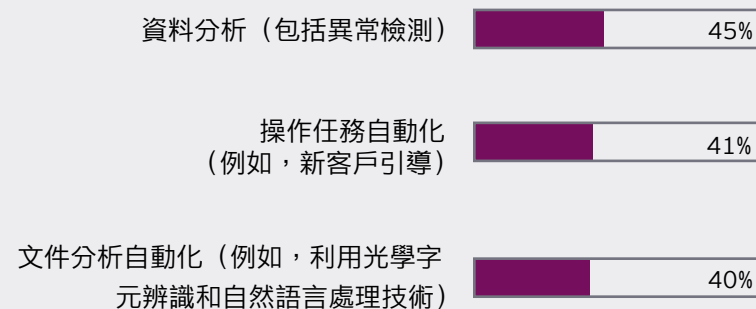 資料分析（包括異常檢測）
45%
操作任務自動化
（例如，新客戶引導）
41%
文件分析自動化（例如，利用光學字
元辨識和自然語言處理技術）
40%